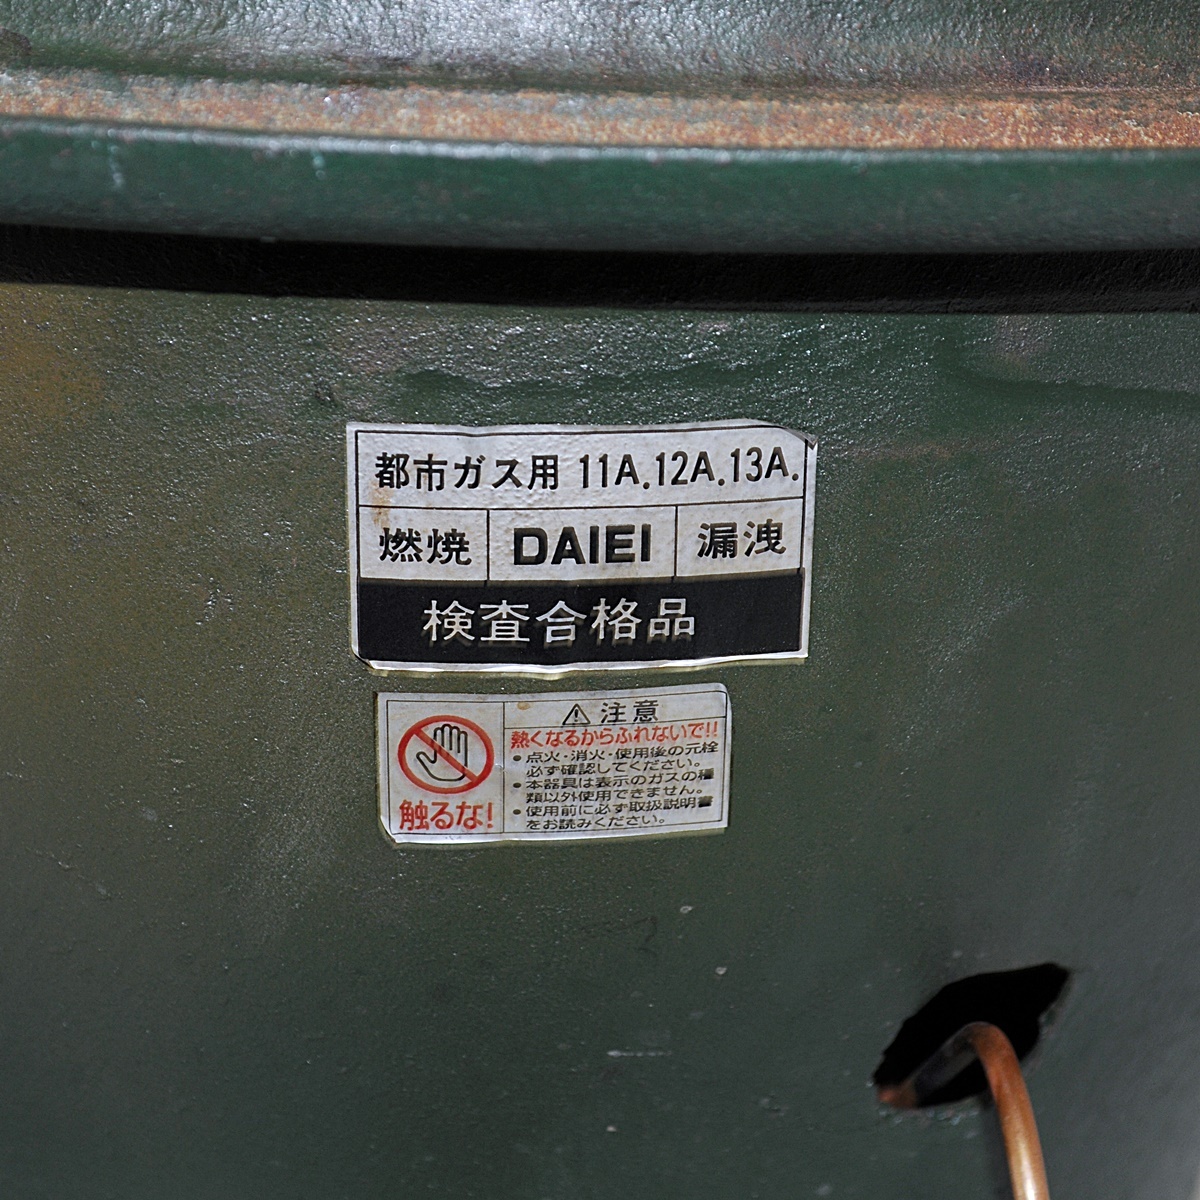 都市ガス用 11A.12A.13A.
燃焼 DAIEI 漏洩
検査合格品
⚠ 注意
熱くなるからふれないで!!
• 点火・消火・使用後の元栓
必ず確認してください。
• 本器具は表示のガスの種
類以外使用できません。
• 使用前に必ず取扱説明書
をお読みください。
触るな!